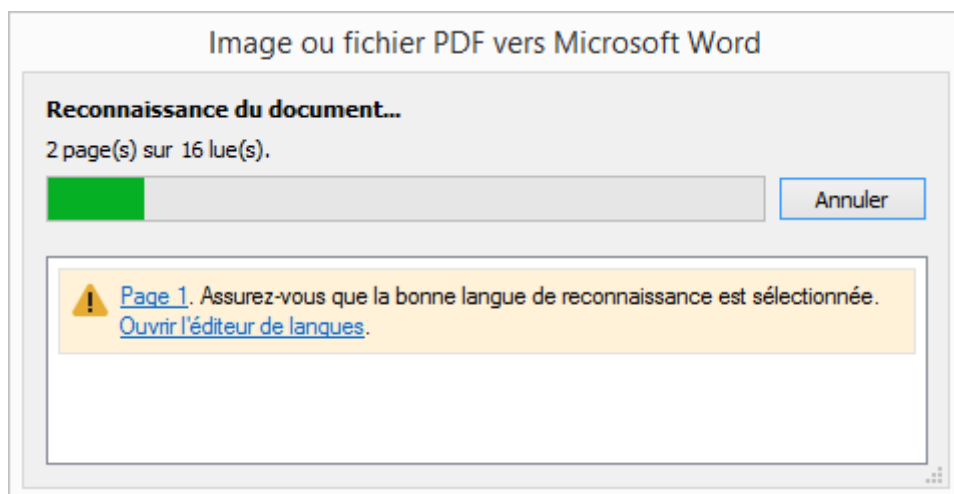 Image ou fichier PDF vers Microsoft Word
Reconnaissance du document...
2 page(s) sur 16 lue(s).
Annuler
Page 1. Assurez-vous que la bonne langue de reconnaissance est sélectionnée.
Ouvrir l'éditeur de langues.